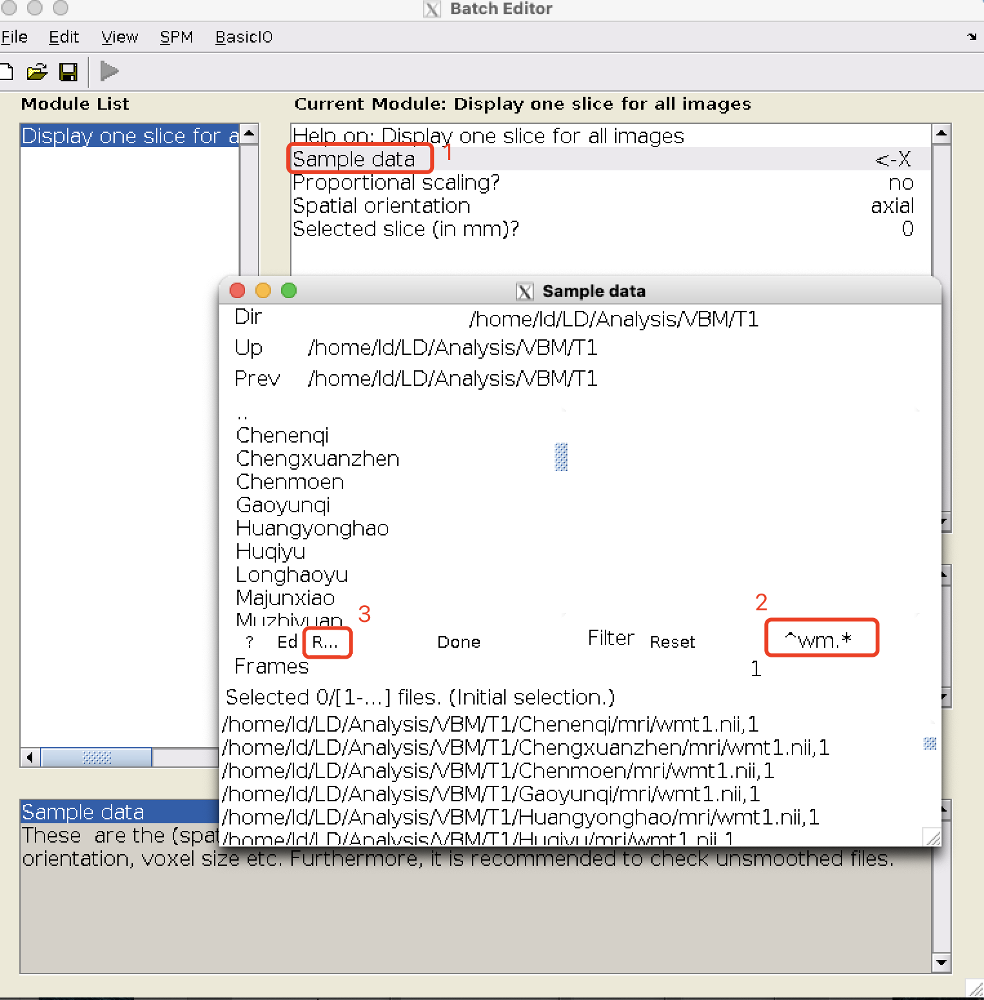 Batch Editor
File Edit View SPM BasicIO
Module List
Current Module: Display one slice for all images
Display one slice for a
Help on: Display one slice for all images
Sample data <-X
1
Proportional scaling? no
Spatial orientation axial
Selected slice (in mm)? 0
Sample data
Dir /home/ld/LD/Analysis/VBM/T1
Up /home/ld/LD/Analysis/VBM/T1
Prev /home/ld/LD/Analysis/VBM/T1
..
Chenenqi
Chengxuanzhen
Chenmoen
Gaoyunqi
Huangyonghao
Huqiyu
Longhaoyu
Majunxiao
Muzhiyuan
3
2
? Ed R... Done Filter Reset ^wm.*
Frames 1
Selected 0/[1-...] files. (Initial selection.)
/home/ld/LD/Analysis/VBM/T1/Chenenqi/mri/wmt1.nii,1
/home/ld/LD/Analysis/VBM/T1/Chengxuanzhen/mri/wmt1.nii,1
/home/ld/LD/Analysis/VBM/T1/Chenmoen/mri/wmt1.nii,1
/home/ld/LD/Analysis/VBM/T1/Gaoyunqi/mri/wmt1.nii,1
/home/ld/LD/Analysis/VBM/T1/Huangyonghao/mri/wmt1.nii,1
/home/ld/LD/Analysis/VBM/T1/Huqiyu/mri/wmt1.nii,1
Sample data
These are the (spat
orientation, voxel size etc. Furthermore, it is recommended to check unsmoothed files.